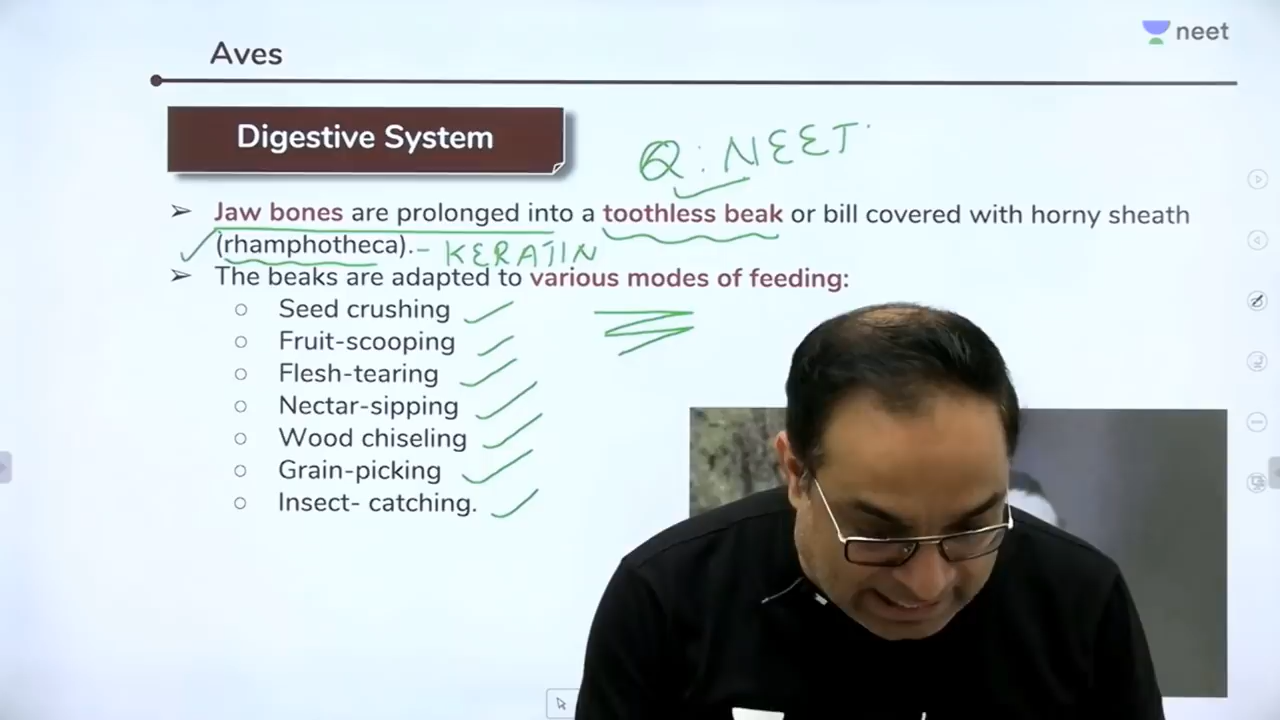 neet
Aves
Digestive System
Q: NEET
➢ Jaw bones are prolonged into a toothless beak or bill covered with horny sheath
(rhamphotheca). - KERATIN
➢ The beaks are adapted to various modes of feeding:
○ Seed crushing
○ Fruit-scooping
○ Flesh-tearing
○ Nectar-sipping
○ Wood chiseling
○ Grain-picking
○ Insect- catching.